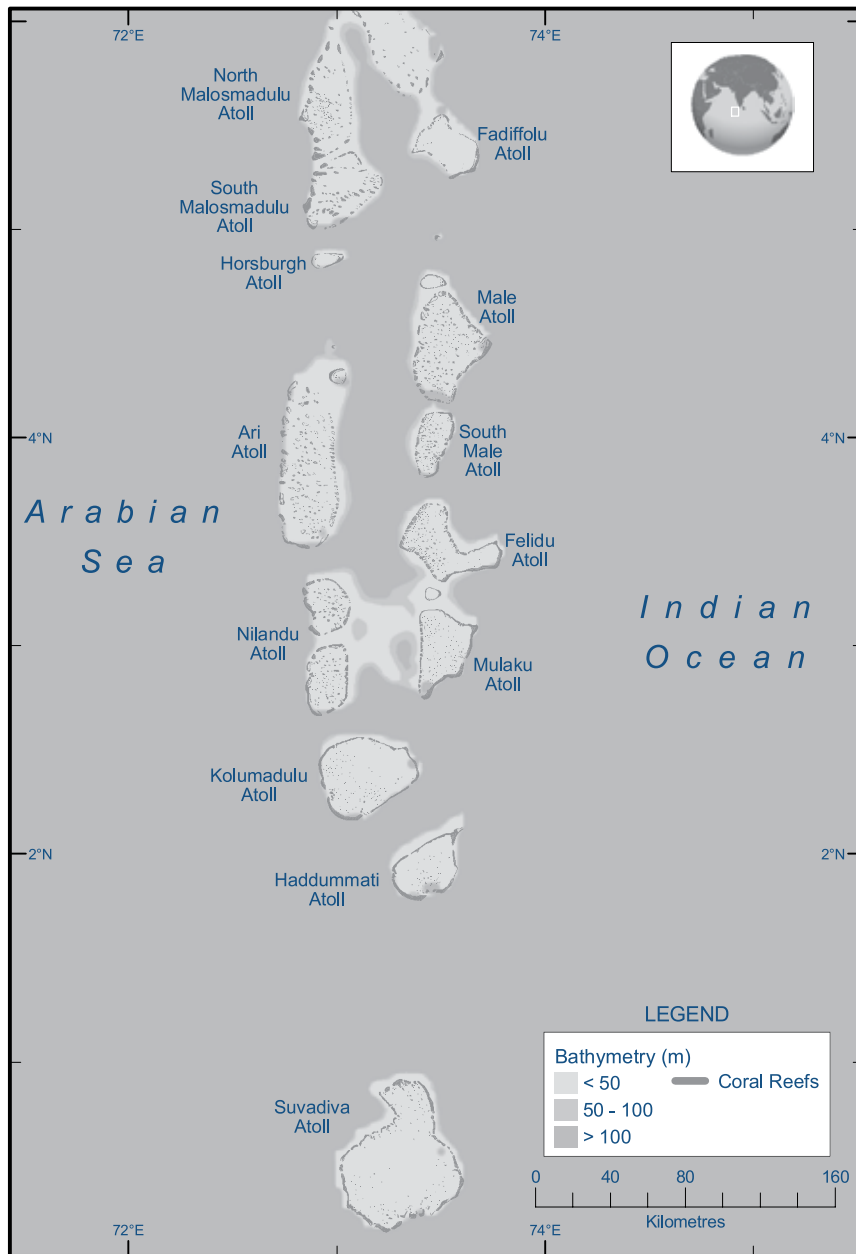 72°E
74°E
North
Malosmadulu
Atoll
Fadiffolu
Atoll
South
Malosmadulu
Atoll
Horsburgh
Atoll
Male
Atoll
4°N
Ari
Atoll
South
Male
Atoll
4°N
Arabian
Sea
Felidu
Atoll
Indian
Ocean
Nilandu
Atoll
Mulaku
Atoll
Kolumadulu
Atoll
2°N
2°N
Haddummati
Atoll
LEGEND
Bathymetry (m)
< 50
Coral Reefs
50 - 100
> 100
Suvadiva
Atoll
0 40 80 160
Kilometres
72°E
74°E